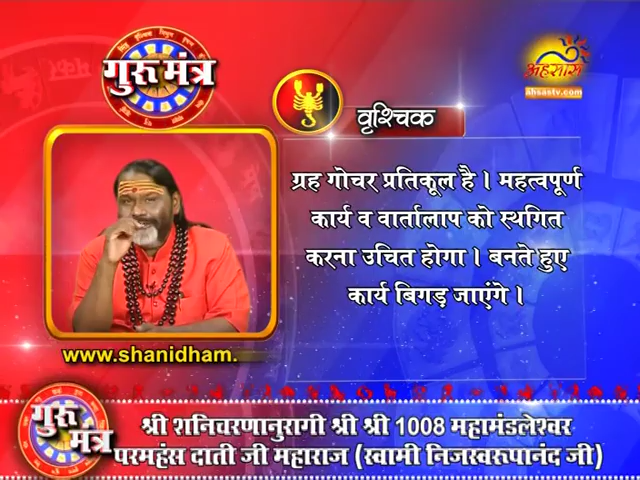 गुरु मंत्र
अहसास
Ahsastv.com
वृश्चिक
ग्रह गोचर प्रतिकूल है । महत्वपूर्ण
कार्य व वार्तालाप को स्थगित
करना उचित होगा । बनते हुए
कार्य बिगड़ जाएंगे ।
www.shanidham.
गुरु
मंत्र
श्री शनिचरणानुरागी श्री श्री 1008 महामंडलेश्वर
परमहंस दाती जी महाराज (स्वामी निजस्वरुपानंद जी)